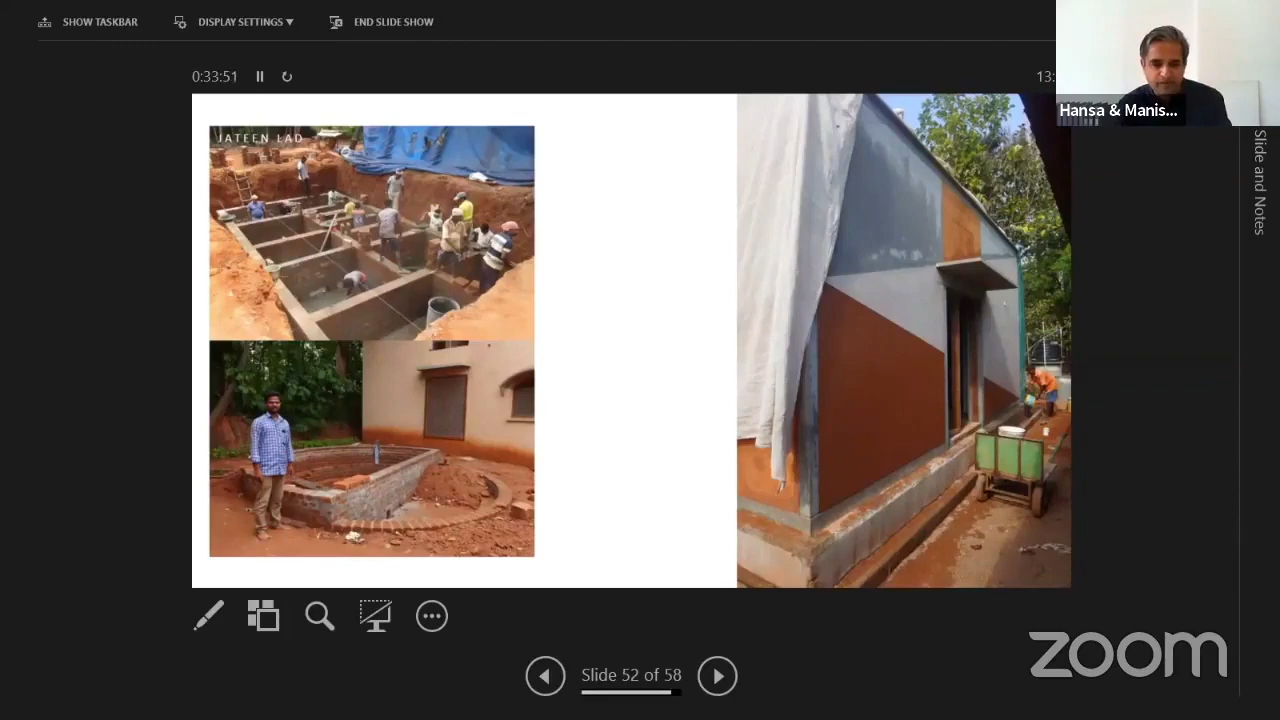 SHOW TASKBAR
DISPLAY SETTINGS ▼
END SLIDE SHOW
0:33:51
13:
Hansa & Manis...
Slide and Notes
JATEEN LAD
Slide 52 of 58
zoom